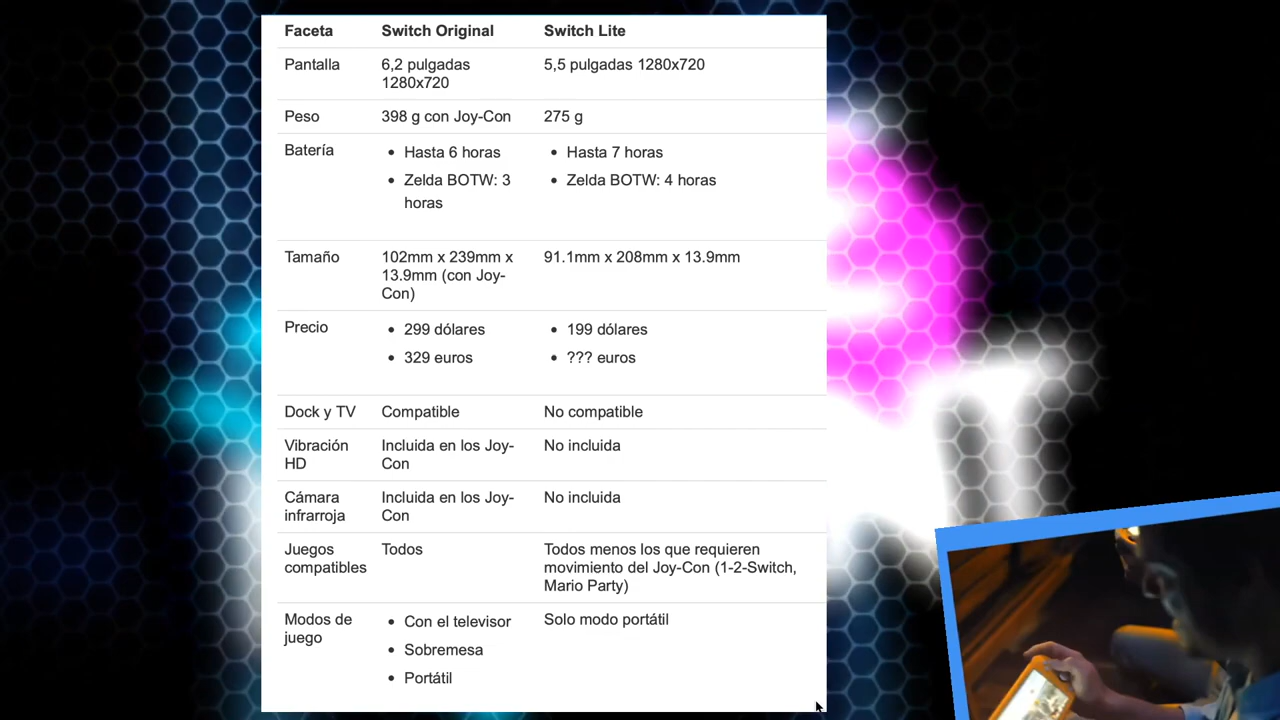 Faceta Switch Original Switch Lite
Pantalla 6,2 pulgadas 5,5 pulgadas 1280x720
1280x720
Peso 398 g con Joy-Con 275 g
Batería • Hasta 6 horas • Hasta 7 horas
• Zelda BOTW: 3 • Zelda BOTW: 4 horas
horas
Tamaño 102mm x 239mm x 91.1mm x 208mm x 13.9mm
13.9mm (con Joy-
Con)
Precio • 299 dólares • 199 dólares
• 329 euros • ??? euros
Dock y TV Compatible No compatible
Vibración Incluida en los Joy- No incluida
HD Con
Cámara Incluida en los Joy- No incluida
infrarroja Con
Juegos Todos Todos menos los que requieren
compatibles movimiento del Joy-Con (1-2-Switch,
Mario Party)
Modos de • Con el televisor Solo modo portátil
juego • Sobremesa
• Portátil